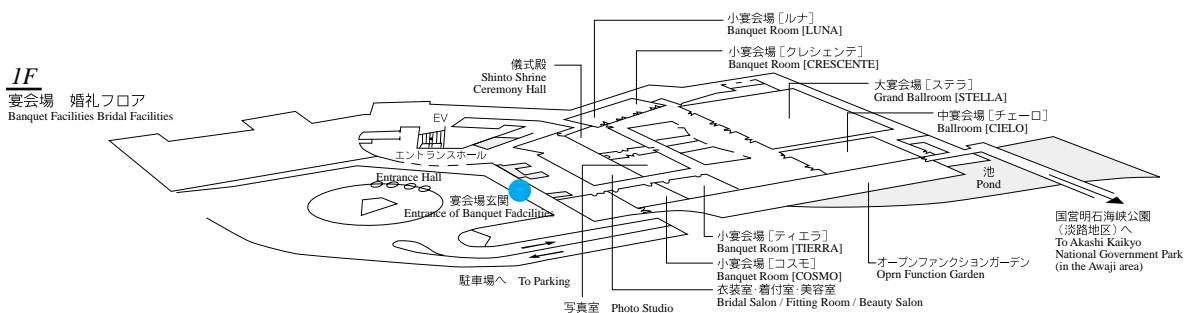 1F
宴会場　婚礼フロア
Banquet Facilities Bridal Facilities
小宴会場［ルナ］
Banquet Room [LUNA]
小宴会場［クレシェンテ］
Banquet Room [CRESCENTE]
儀式殿
Shinto Shrine
Ceremony Hall
大宴会場［ステラ］
Grand Ballroom [STELLA]
中宴会場［チェーロ］
Ballroom [CIELO]
EV
エントランスホール
Entrance Hall
宴会場玄関
Entrance of Banquet Fadcilities
池
Pond
国営明石海峡公園
（淡路地区）へ
To Akashi Kaikyo
National Government Park
(in the Awaji area)
小宴会場［ティエラ］
Banquet Room [TIERRA]
オープンファンクションガーデン
Oprn Function Garden
小宴会場［コスモ］
Banquet Room [COSMO]
駐車場へ　To Parking
衣装室・着付室・美容室
Bridal Salon / Fitting Room / Beauty Salon
写真室　Photo Studio